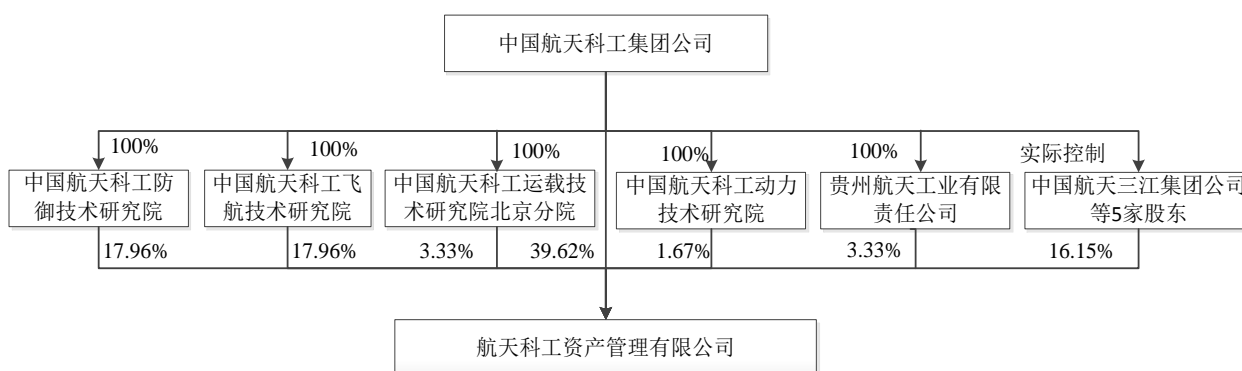 中国航天科工集团公司
100%
100%
100%
100%
100%
实际控制
中国航天科工防
御技术研究院
中国航天科工飞
航技术研究院
中国航天科工运载技
术研究院北京分院
中国航天科工动力
技术研究院
贵州航天工业有限
责任公司
中国航天三江集团公司
等5家股东
17.96%
17.96%
3.33%
39.62%
1.67%
3.33%
16.15%
航天科工资产管理有限公司